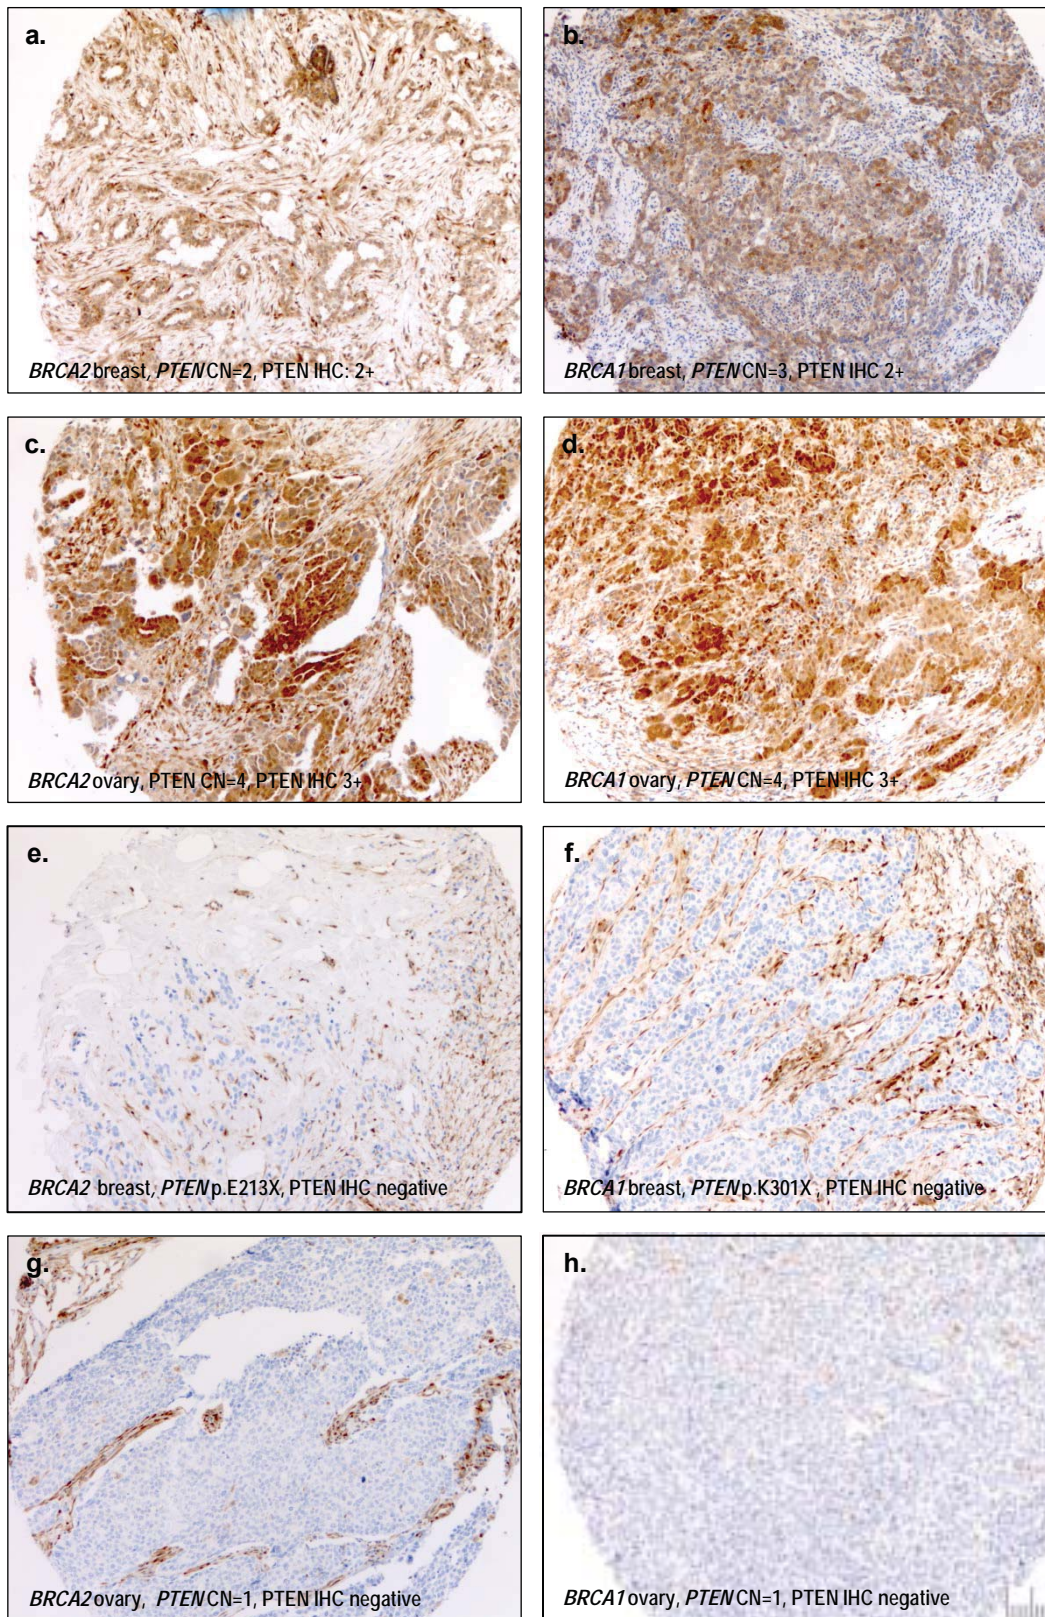 a.
BRCA2 breast, PTEN CN=2, PTEN IHC: 2+
b.
BRCA1 breast, PTEN CN=3, PTEN IHC 2+
c.
BRCA2 ovary, PTEN CN=4, PTEN IHC 3+
d.
BRCA1 ovary, PTEN CN=4, PTEN IHC 3+
e.
BRCA2 breast, PTEN p.E213X, PTEN IHC negative
f.
BRCA1 breast, PTEN p.K301X , PTEN IHC negative
g.
BRCA2 ovary, PTEN CN=1, PTEN IHC negative
h.
BRCA1 ovary, PTEN CN=1, PTEN IHC negative